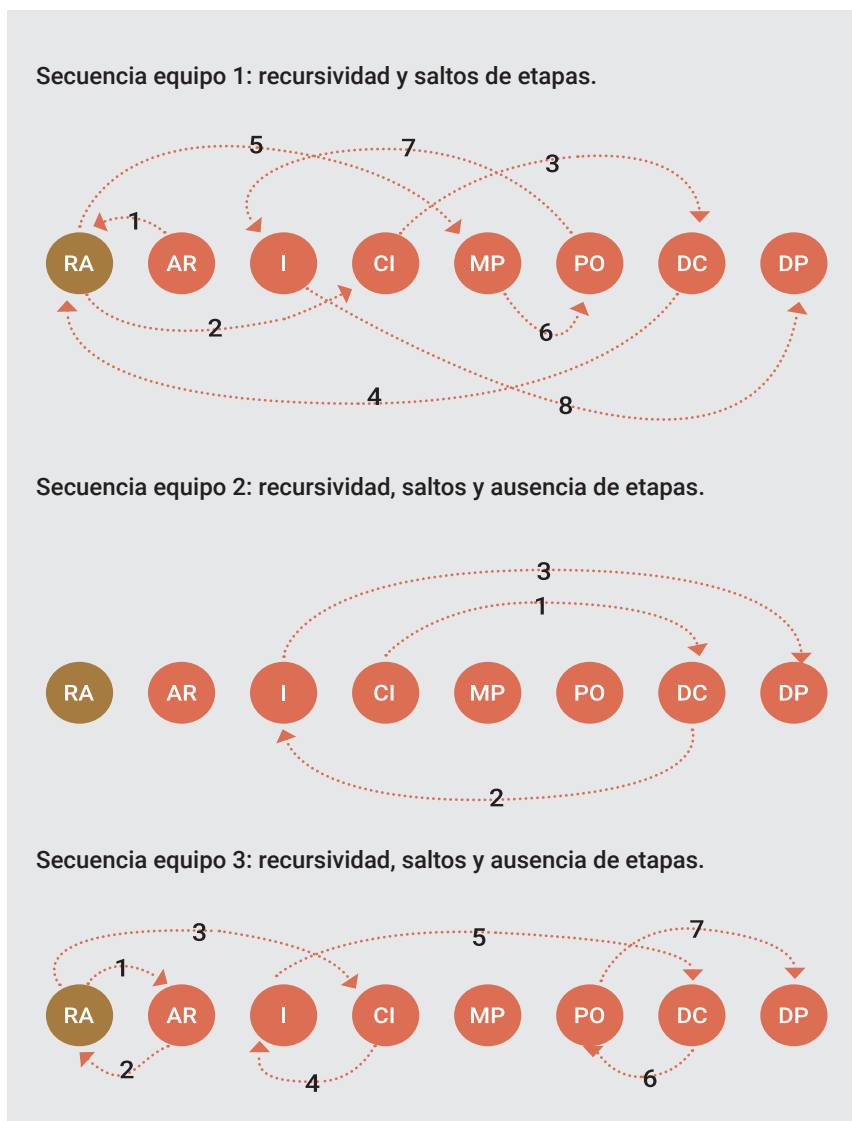 Secuencia equipo 1: recursividad y saltos de etapas.
5 7 3
1
RA AR I CI MP PO DC DP
2 6
4 8
Secuencia equipo 2: recursividad, saltos y ausencia de etapas.
3
1
RA AR I CI MP PO DC DP
2
Secuencia equipo 3: recursividad, saltos y ausencia de etapas.
3 5 7
1
RA AR I CI MP PO DC DP
2 4 6